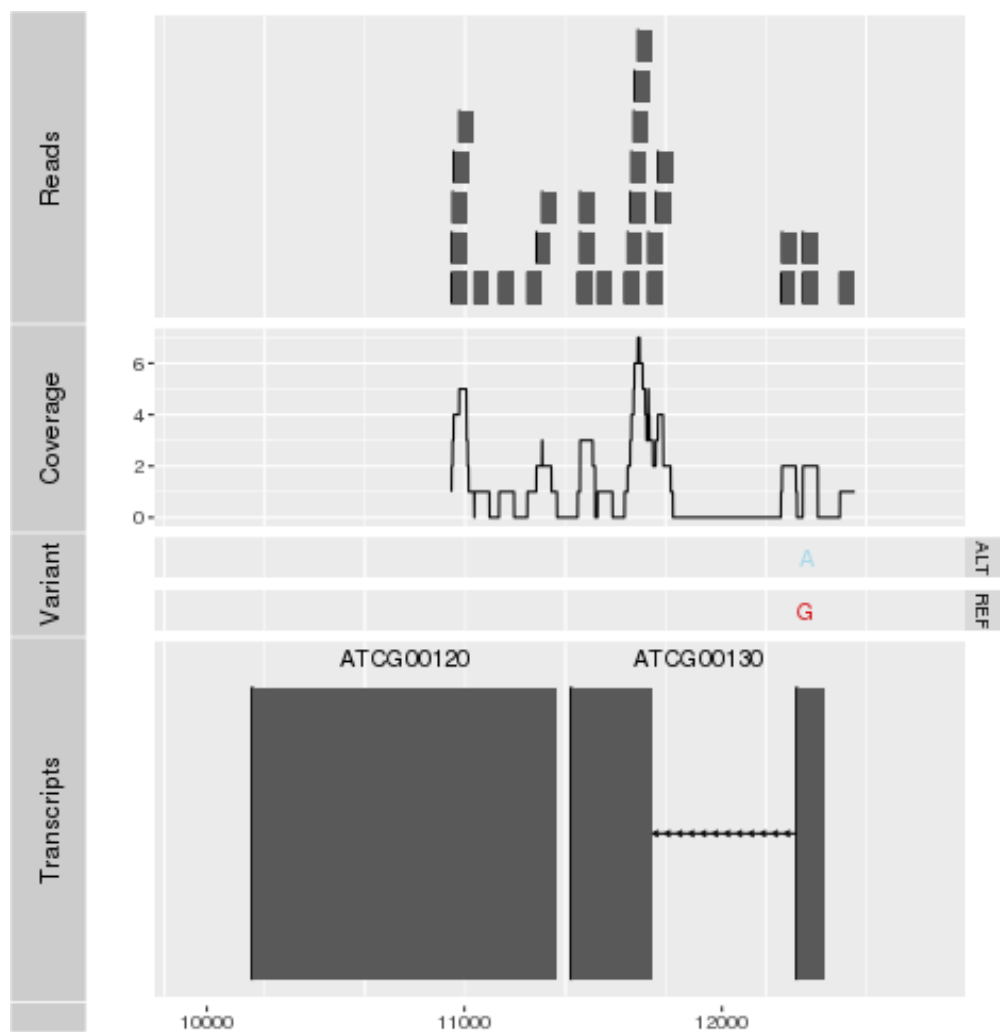 Reads
Coverage
6
4
2
0
Variant
A
ALT
G
REF
Transcripts
ATCG00120 ATCG00130
10000 11000 12000